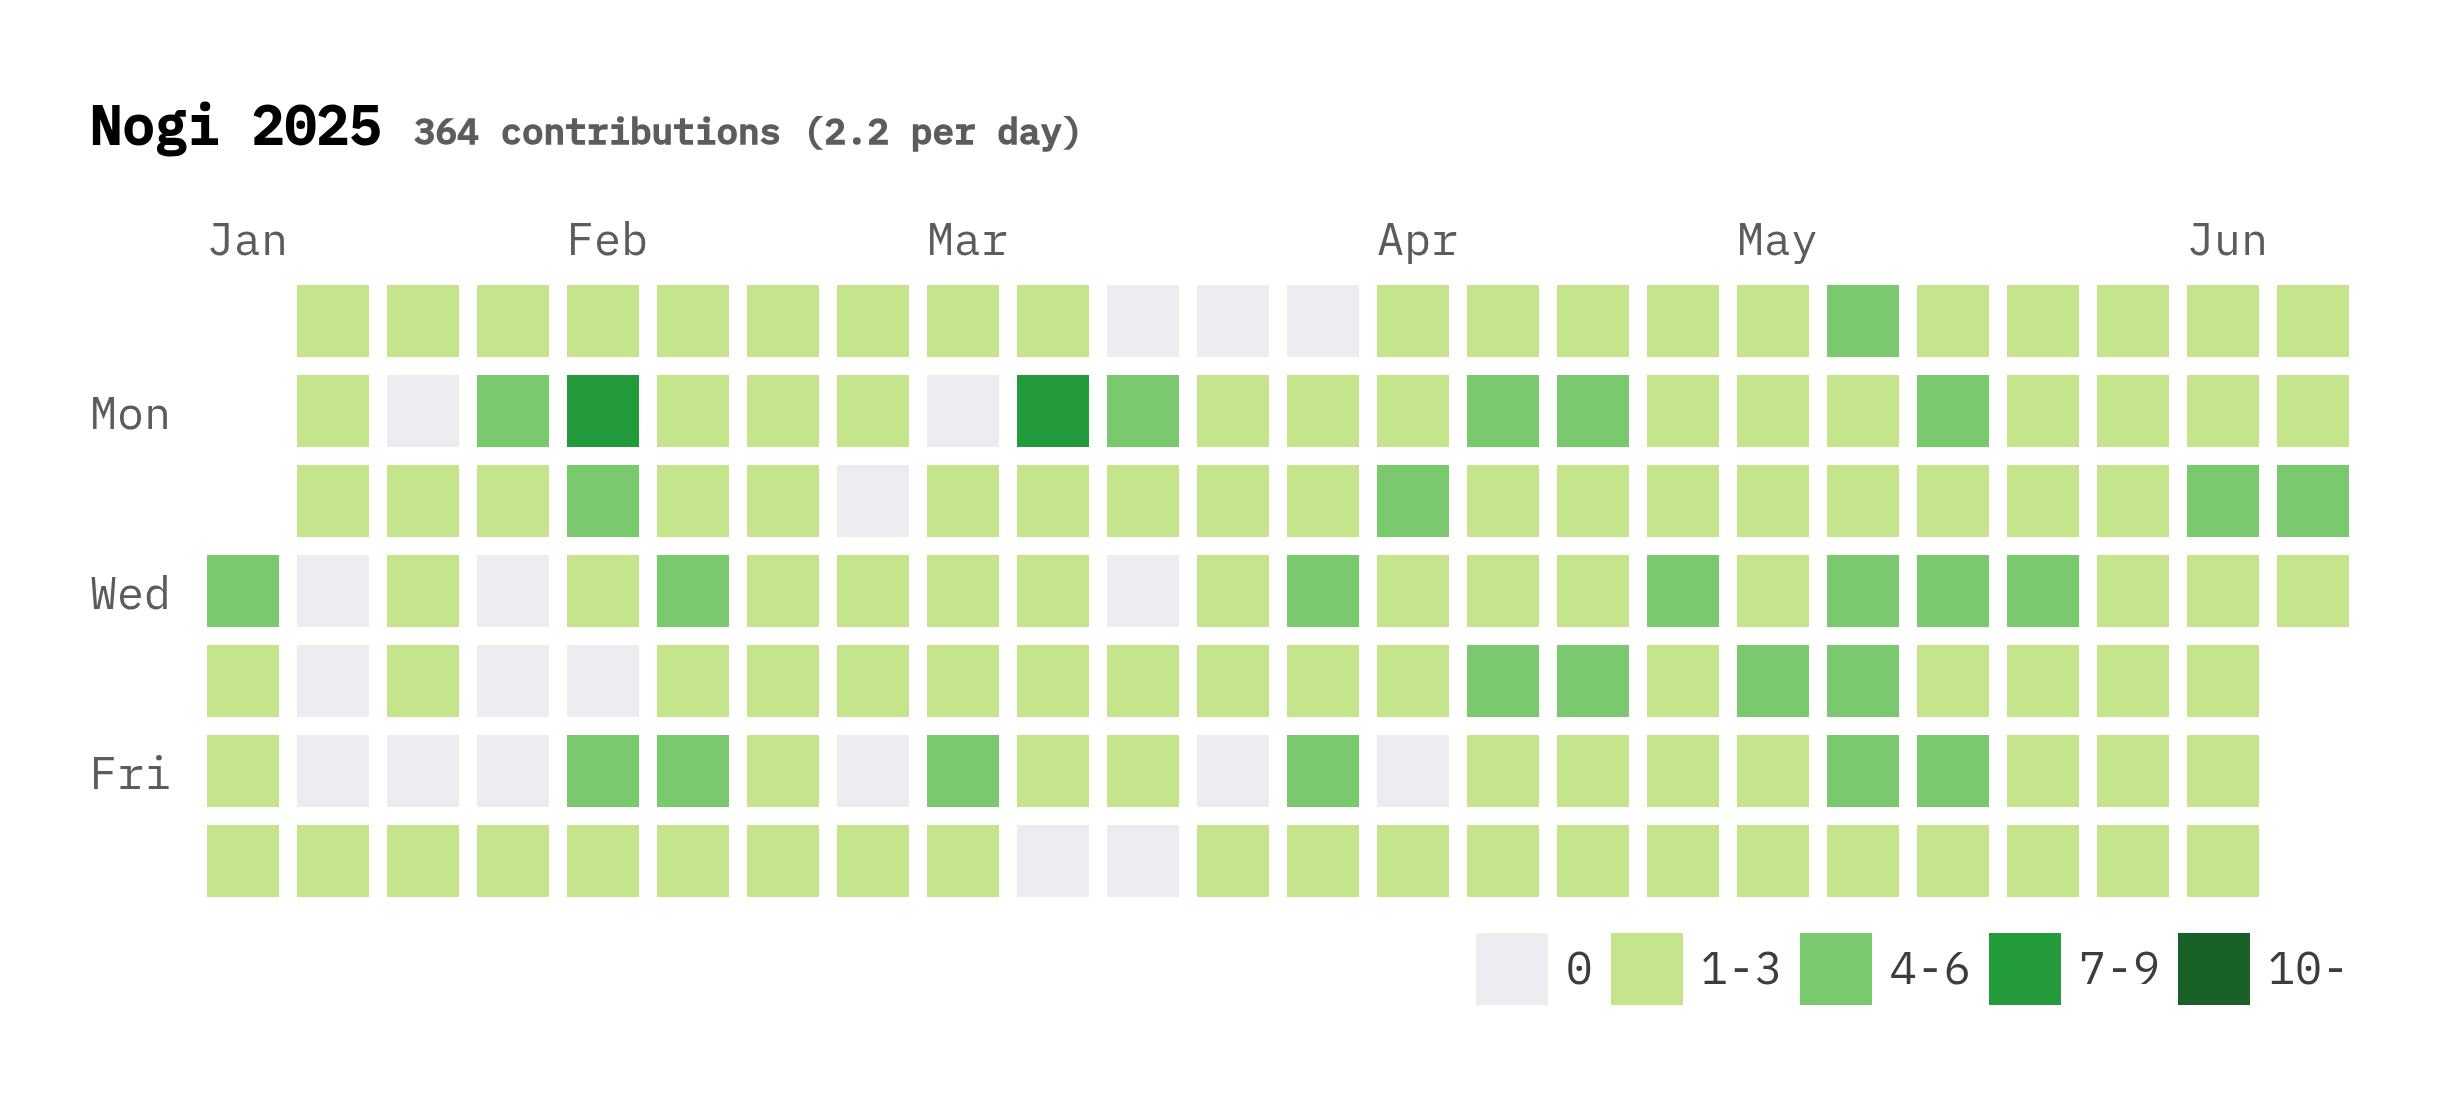 Nogi 2025 364 contributions (2.2 per day)
Jan Feb Mar Apr May Jun
Mon
Wed
Fri
0 1-3 4-6 7-9 10-